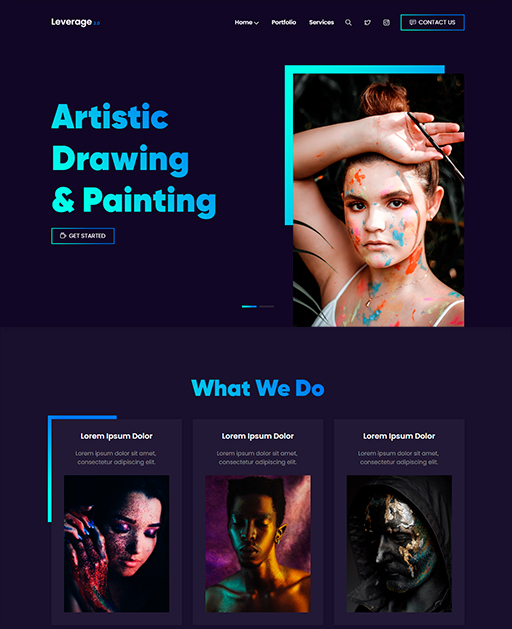 Leverage 2.0
Home Portfolio Services CONTACT US
Artistic
Drawing
& Painting
GET STARTED
What We Do
Lorem Ipsum Dolor
Lorem ipsum dolor sit amet,
consectetur adipiscing elit.
Lorem Ipsum Dolor
Lorem ipsum dolor sit amet,
consectetur adipiscing elit.
Lorem Ipsum Dolor
Lorem ipsum dolor sit amet,
consectetur adipiscing elit.